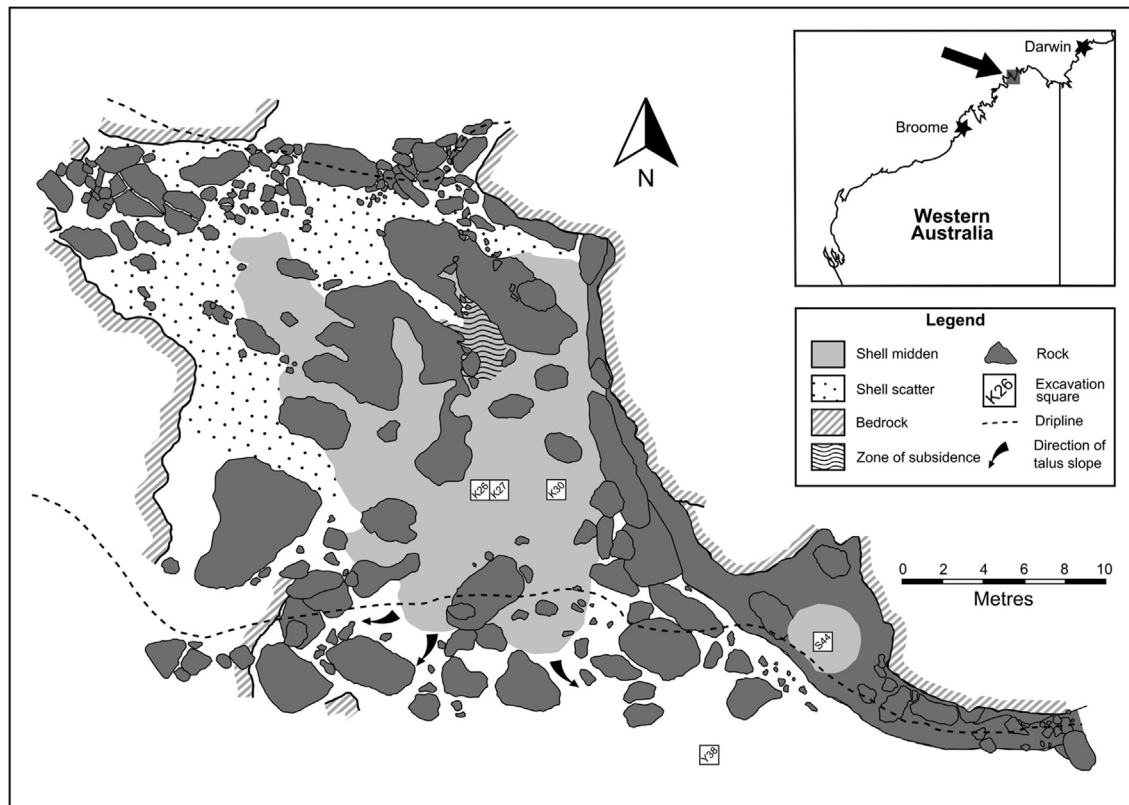 N
Darwin
Broome
Western
Australia
Legend
Shell midden
Rock
Shell scatter
K26
Excavation
square
Bedrock
Dripline
Zone of subsidence
Direction of
talus slope
K26
K27
K30
0 2 4 6 8 10
Metres
S44
Y38